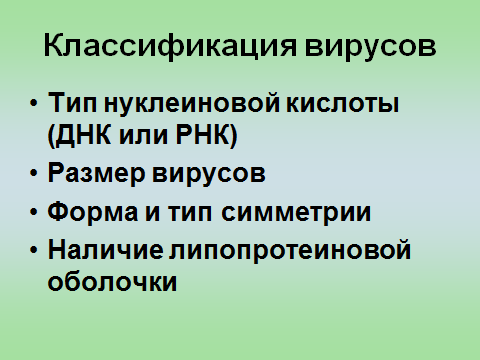 Классификация вирусов
• Тип нуклеиновой кислоты
(ДНК или РНК)
• Размер вирусов
• Форма и тип симметрии
• Наличие липопротеиновой
оболочки